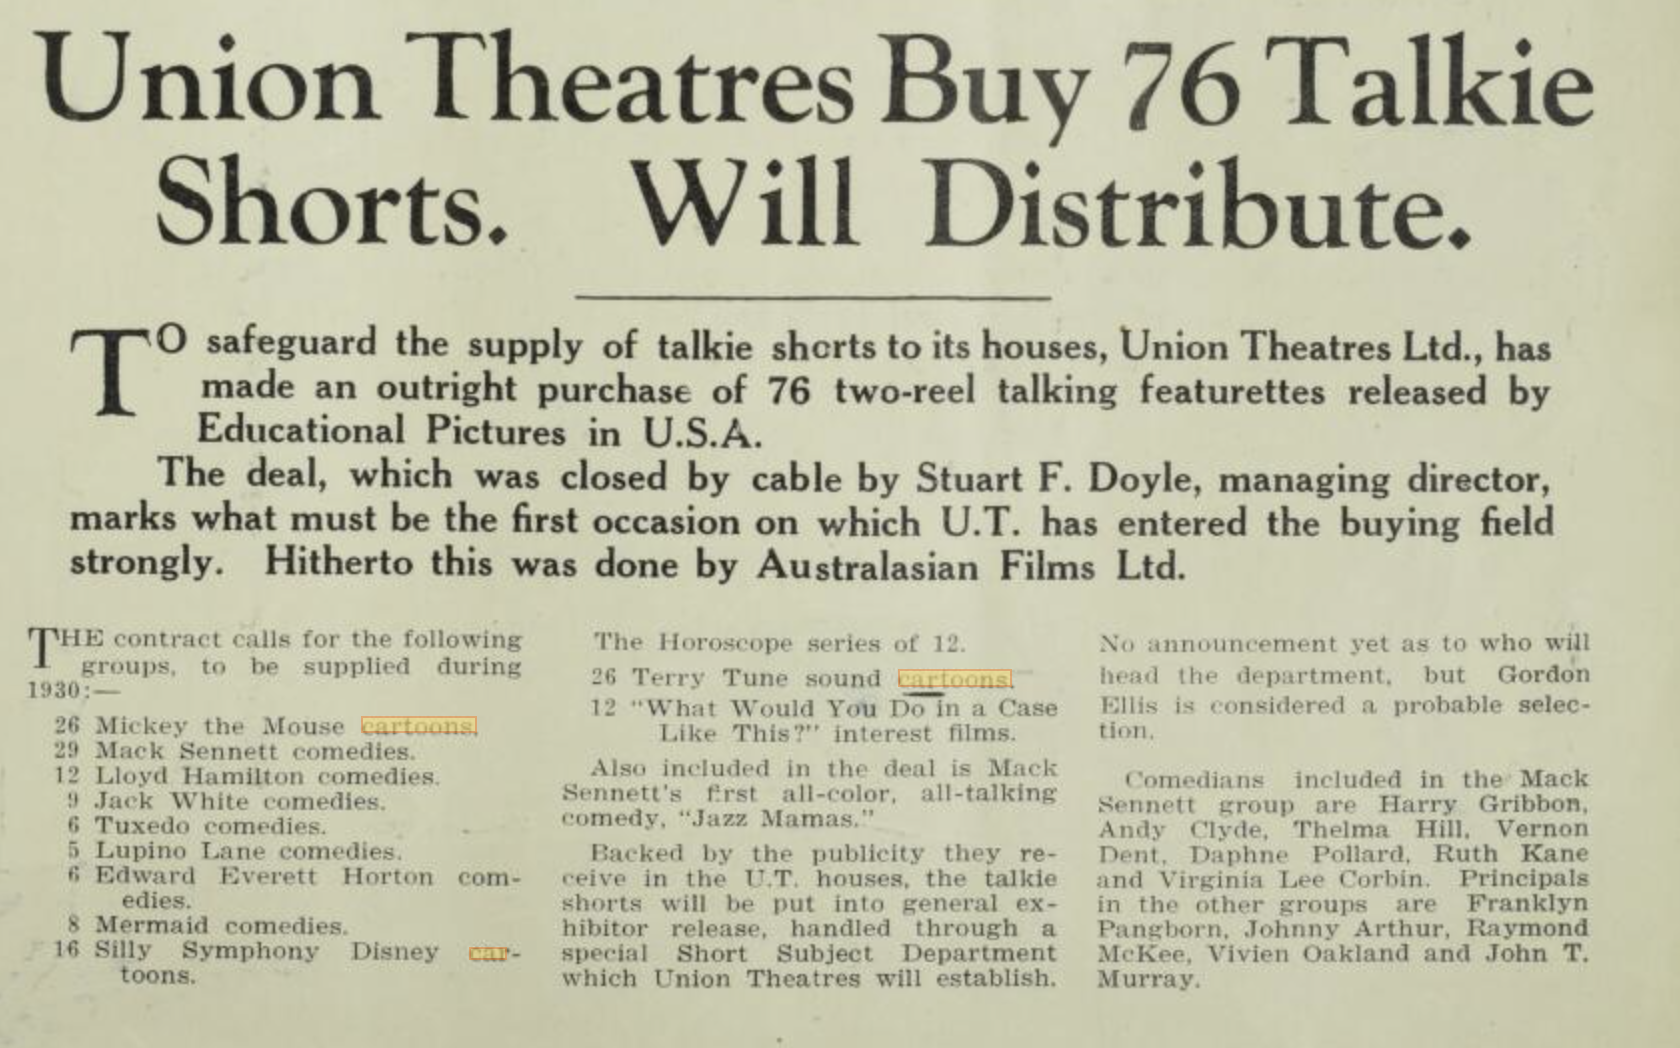 Union Theatres Buy 76 Talkie
Shorts. Will Distribute.
TO safeguard the supply of talkie shorts to its houses, Union Theatres Ltd., has
made an outright purchase of 76 two-reel talking featurettes released by
Educational Pictures in U.S.A.
The deal, which was closed by cable by Stuart F. Doyle, managing director,
marks what must be the first occasion on which U.T. has entered the buying field
strongly. Hitherto this was done by Australasian Films Ltd.
THE contract calls for the following
groups, to be supplied during
1930:—
26 Mickey the Mouse cartoons.
29 Mack Sennett comedies.
12 Lloyd Hamilton comedies.
9 Jack White comedies.
6 Tuxedo comedies.
5 Lupino Lane comedies.
6 Edward Everett Horton com-
edies.
8 Mermaid comedies.
16 Silly Symphony Disney car-
toons.
The Horoscope series of 12.
26 Terry Tune sound cartoons.
12 "What Would You Do in a Case
Like This?" interest films.
Also included in the deal is Mack
Sennett's first all-color, all-talking
comedy, "Jazz Mamas."
Backed by the publicity they re-
ceive in the U.T. houses, the talkie
shorts will be put into general ex-
hibitor release, handled through a
special Short Subject Department
which Union Theatres will establish.
No announcement yet as to who will
head the department, but Gordon
Ellis is considered a probable selec-
tion.
Comedians included in the Mack
Sennett group are Harry Gribbon,
Andy Clyde, Thelma Hill, Vernon
Dent, Daphne Pollard, Ruth Kane
and Virginia Lee Corbin. Principals
in the other groups are Franklyn
Pangborn, Johnny Arthur, Raymond
McKee, Vivien Oakland and John T.
Murray.